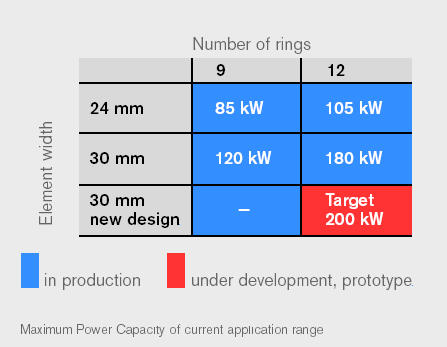 Number of rings
9 12
Element width
24 mm 85 kW 105 kW
30 mm 120 kW 180 kW
30 mm Target
new design – 200 kW
in production under development, prototype
Maximum Power Capacity of current application range